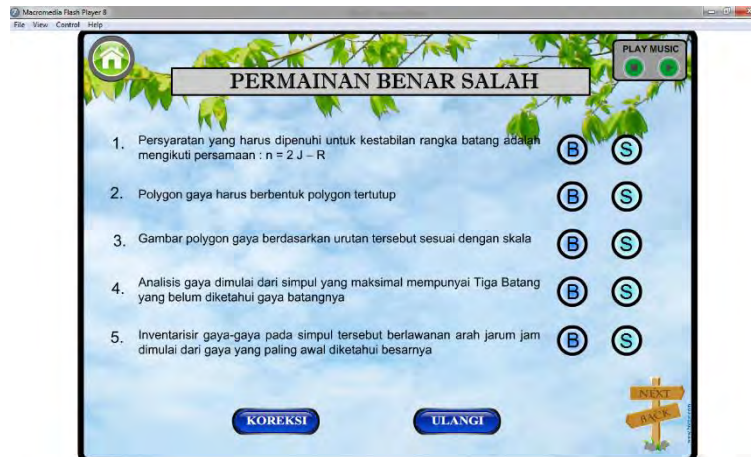 Macromedia Flash Player 8
File View Control Help
PLAY MUSIC
PERMAINAN BENAR SALAH
1. Persyaratan yang harus dipenuhi untuk kestabilan rangka batang adalah
mengikuti persamaan : n = 2 J – R
B S
2. Polygon gaya harus berbentuk polygon tertutup
B S
3. Gambar polygon gaya berdasarkan urutan tersebut sesuai dengan skala
B S
4. Analisis gaya dimulai dari simpul yang maksimal mempunyai Tiga Batang
yang belum diketahui gaya batangnya
B S
5. Inventarisir gaya-gaya pada simpul tersebut berlawanan arah jarum jam
dimulai dari gaya yang paling awal diketahui besarnya
B S
KOREKSI ULANGI
NEXT
BACK